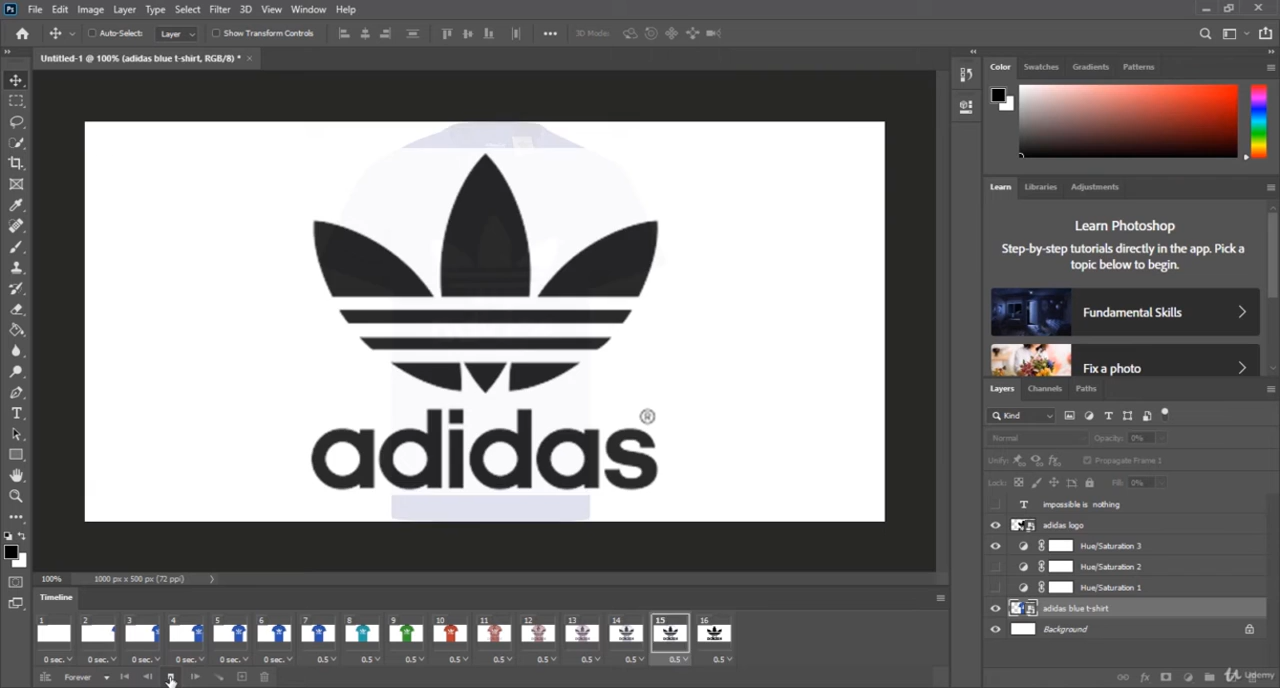 Ps File Edit Image Layer Type Select Filter 3D View Window Help
Auto-Select: Layer Show Transform Controls 3D Mode:
Untitled-1 @ 100% (adidas blue t-shirt, RGB/8) *
Color Swatches Gradients Patterns
Learn Libraries Adjustments
Learn Photoshop
Step-by-step tutorials directly in the app. Pick a
topic below to begin.
Fundamental Skills
Fix a photo
adidas®
Layers Channels Paths
Kind
Normal Opacity: 0%
Unify: Propagate Frame 1
Lock: Fill: 0%
T impossible is nothing
adidas logo
Hue/Saturation 3
Hue/Saturation 2
Hue/Saturation 1
adidas blue t-shirt
Background
100% 1000 px x 500 px (72 ppi)
Timeline
1 2 3 4 5 6 7 8 9 10 11 12 13 14 15 16
0 sec. 0 sec. 0 sec. 0 sec. 0 sec. 0 sec. 0.5 0.5 0.5 0.5 0.5 0.5 0.5 0.5 0.5 0.5
Forever
fx
Udemy